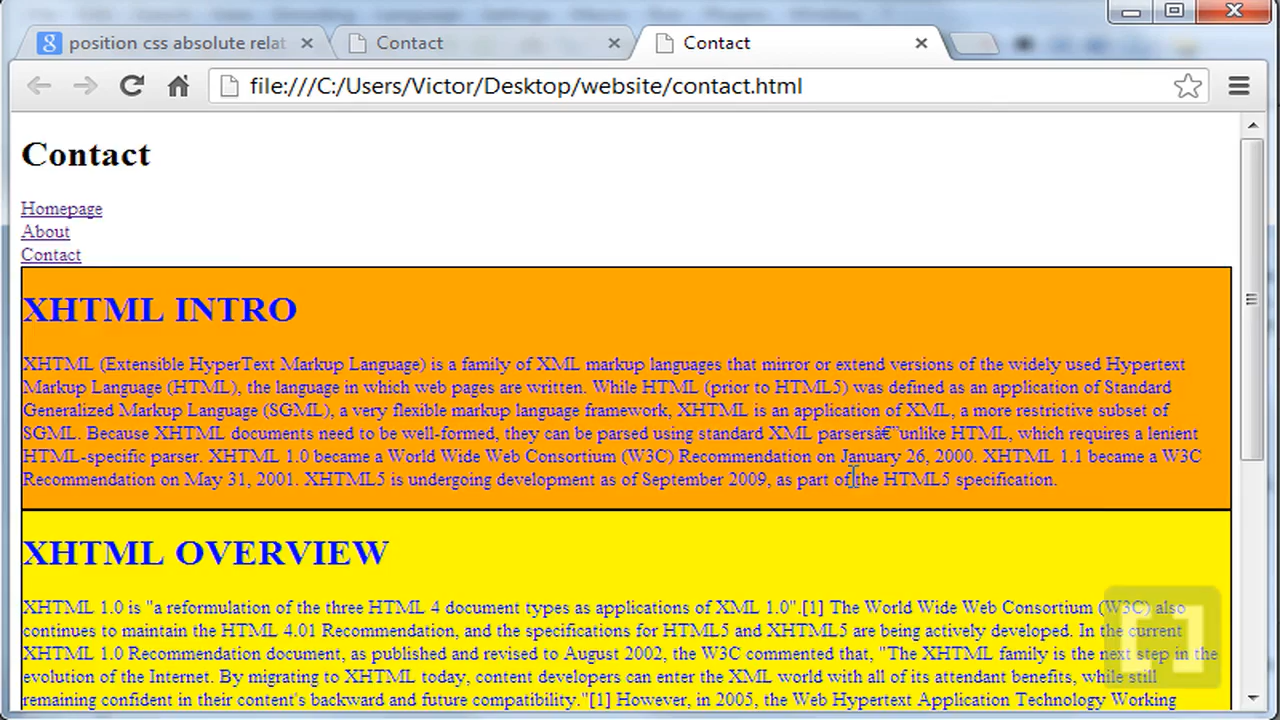 position css absolute relat
Contact
Contact
file:///C:/Users/Victor/Desktop/website/contact.html
Contact
Homepage
About
Contact
XHTML INTRO
XHTML (Extensible HyperText Markup Language) is a family of XML markup languages that mirror or extend versions of the widely used Hypertext
Markup Language (HTML), the language in which web pages are written. While HTML (prior to HTML5) was defined as an application of Standard
Generalized Markup Language (SGML), a very flexible markup language framework, XHTML is an application of XML, a more restrictive subset of
SGML. Because XHTML documents need to be well-formed, they can be parsed using standard XML parsersâ€”unlike HTML, which requires a lenient
HTML-specific parser. XHTML 1.0 became a World Wide Web Consortium (W3C) Recommendation on January 26, 2000. XHTML 1.1 became a W3C
Recommendation on May 31, 2001. XHTML5 is undergoing development as of September 2009, as part of the HTML5 specification.
XHTML OVERVIEW
XHTML 1.0 is "a reformulation of the three HTML 4 document types as applications of XML 1.0".[1] The World Wide Web Consortium (W3C) also
continues to maintain the HTML 4.01 Recommendation, and the specifications for HTML5 and XHTML5 are being actively developed. In the current
XHTML 1.0 Recommendation document, as published and revised to August 2002, the W3C commented that, "The XHTML family is the next step in the
evolution of the Internet. By migrating to XHTML today, content developers can enter the XML world with all of its attendant benefits, while still
remaining confident in their content's backward and future compatibility."[1] However, in 2005, the Web Hypertext Application Technology Working